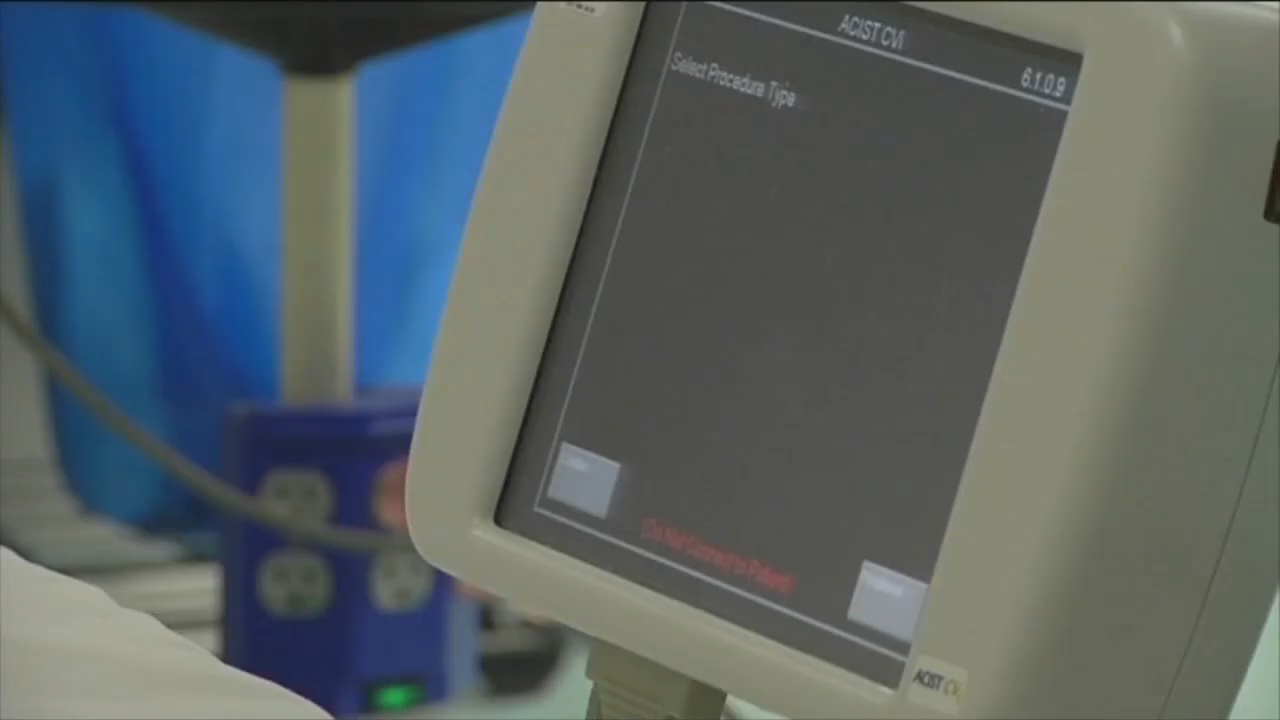 ACIST CVi
6.1.0.9
Select Procedure Type
Do Not Connect to Patient
ACIST CVi